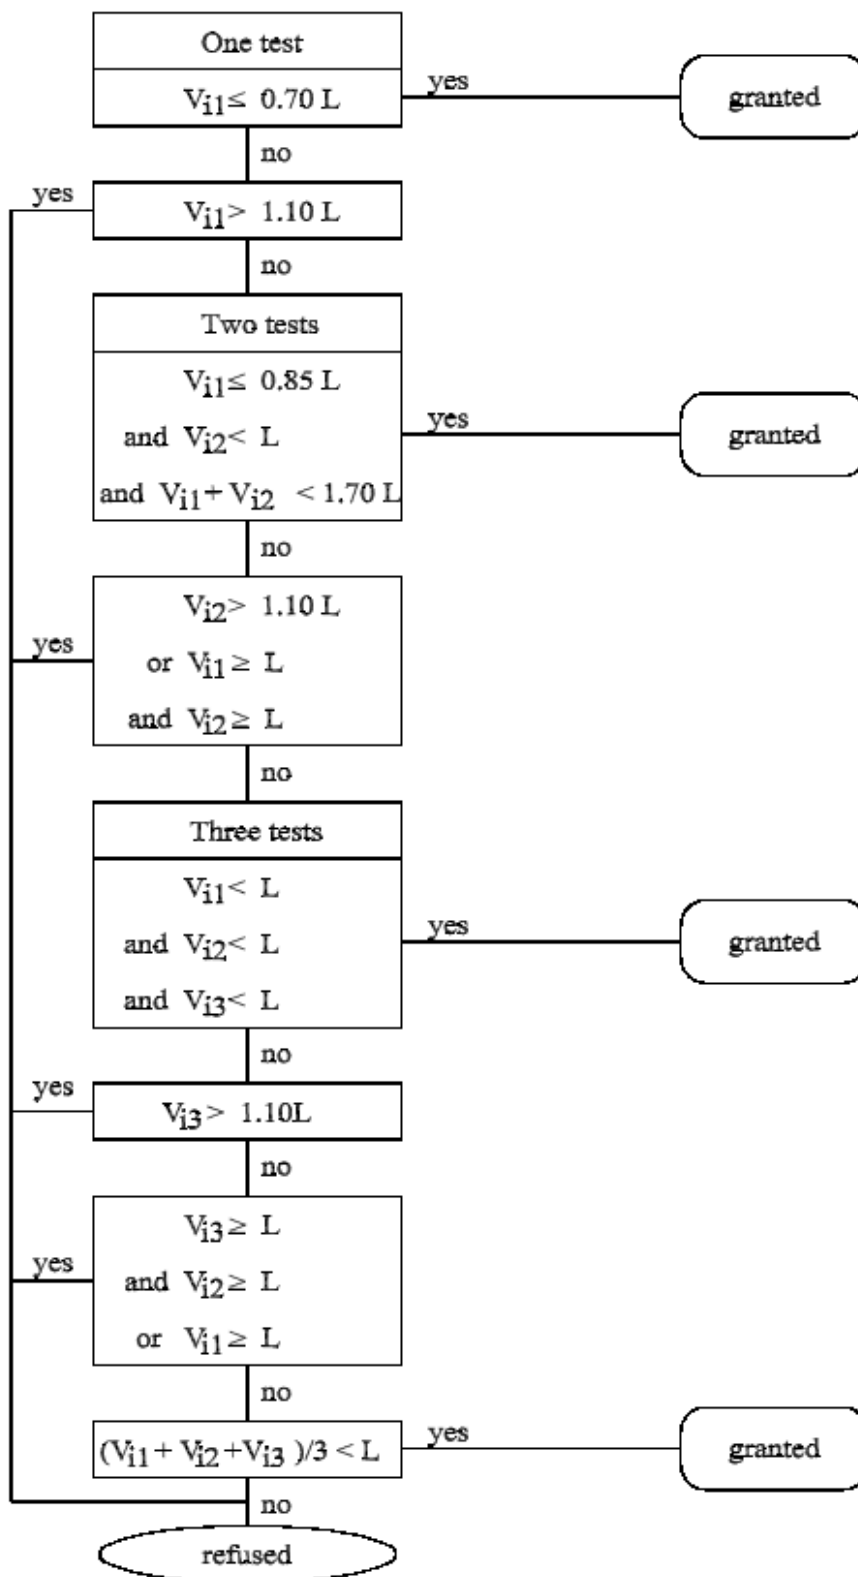 One test
Vi1≤ 0.70 L
yes
granted
no
yes
Vi1> 1.10 L
no
Two tests
Vi1≤ 0.85 L
and Vi2< L
yes
granted
and Vi1+ Vi2 < 1.70 L
no
Vi2> 1.10 L
yes
or Vi1≥ L
and Vi2≥ L
no
Three tests
Vi1< L
and Vi2< L
yes
granted
and Vi3< L
no
yes
Vi3> 1.10L
no
Vi3≥ L
yes
and Vi2≥ L
or Vi1≥ L
no
(Vi1+ Vi2+Vi3 )/3 < L
yes
granted
no
refused